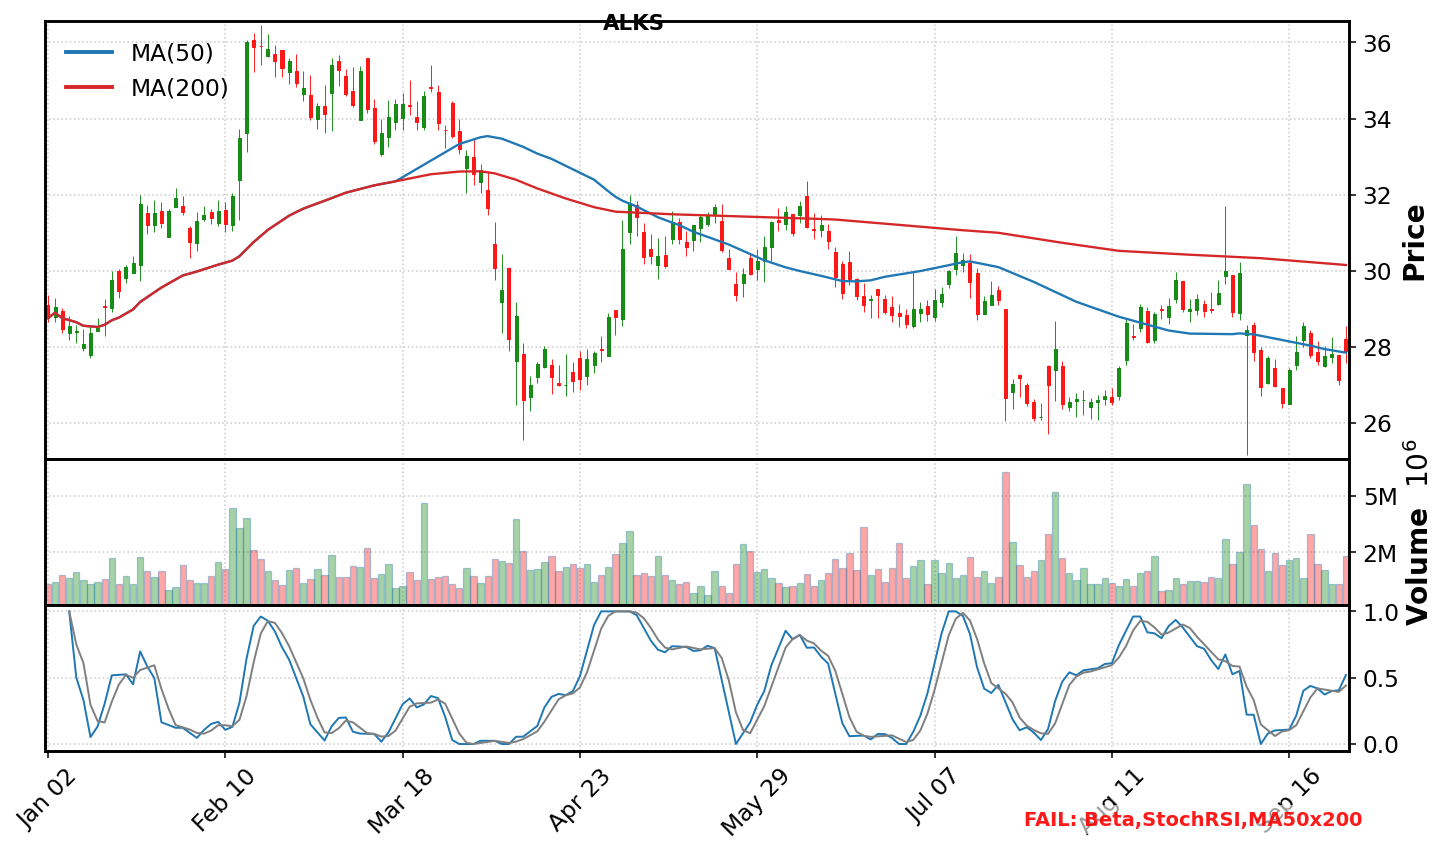 ALKS
MA(50)
MA(200)
36
34
32
30
28
26
Price
5M
2M
Volume 10^6
1.0
0.5
0.0
Jan 02
Feb 10
Mar 18
Apr 23
May 29
Jul 07
Aug 11
Sep 16
FAIL: Beta,StochRSI,MA50x200